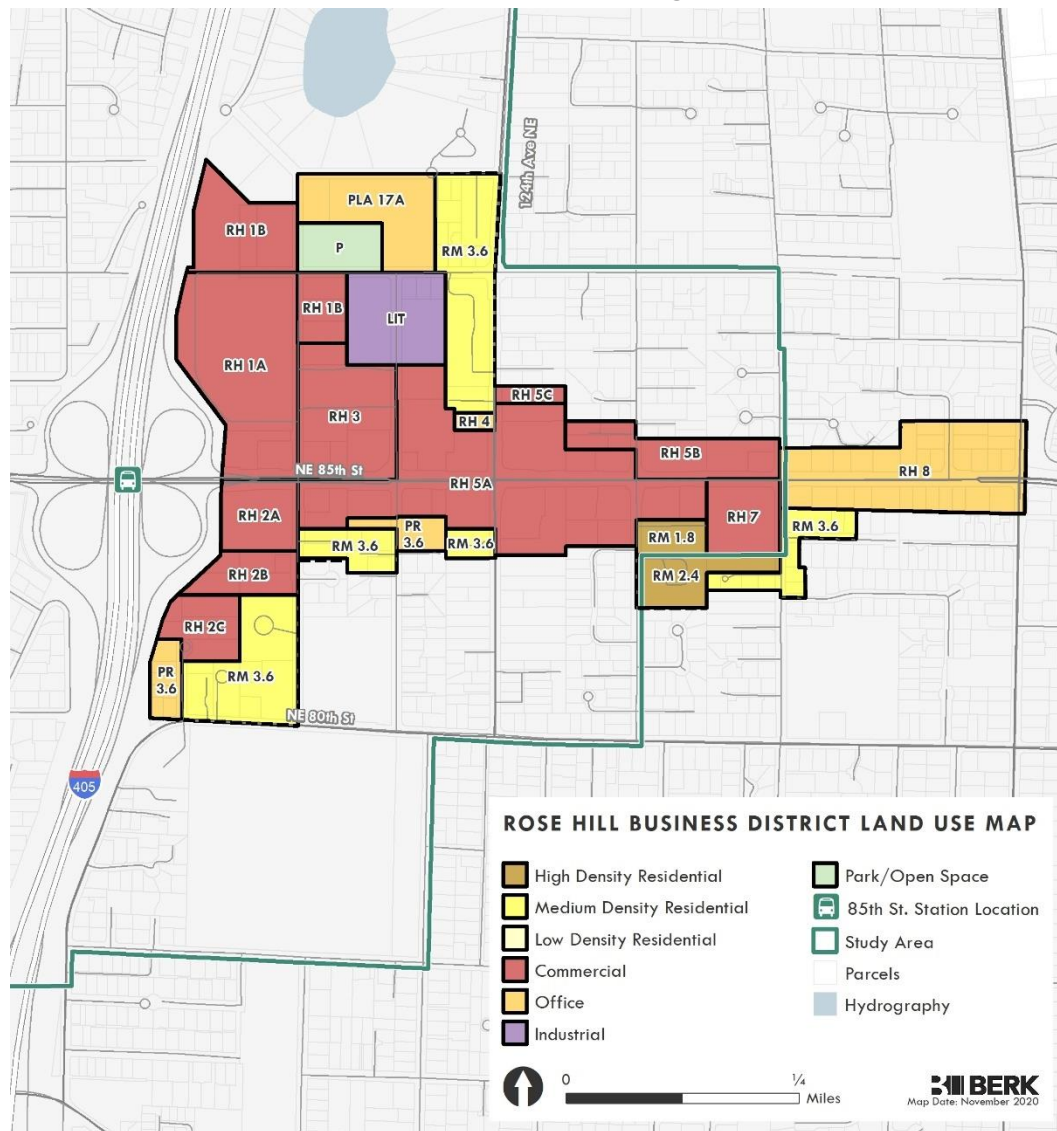 124th Ave NE
PLA 17A
RH 1B
P
RM 3.6
RH 1B
LIT
RH 1A
RH 3
RH 5C
RH 4
RH 5B
NE 85th St
RH 5A
RH 8
RH 2A
PR
3.6
RH 7
RM 3.6
RM 1.8
RM 3.6
RM 3.6
RH 2B
RM 2.4
RH 2C
PR
3.6
RM 3.6
NE 80th St
405
ROSE HILL BUSINESS DISTRICT LAND USE MAP
High Density Residential
Medium Density Residential
Low Density Residential
Commercial
Office
Industrial
Park/Open Space
85th St. Station Location
Study Area
Parcels
Hydrography
0
¼
Miles
BERK
Map Date: November 2020